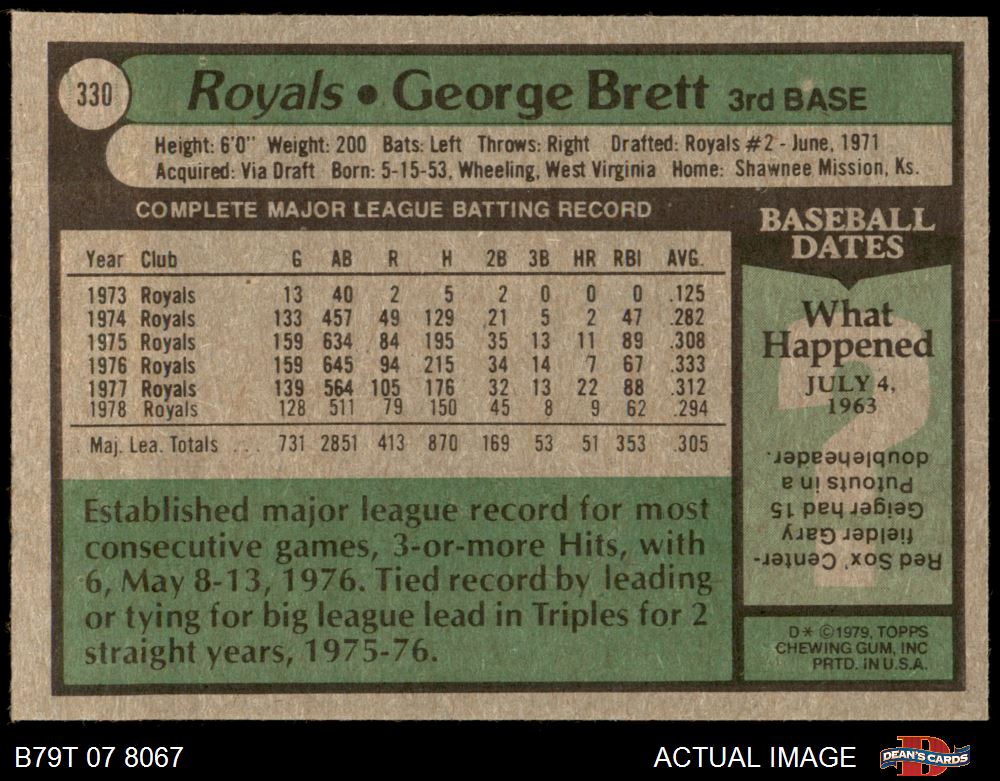 330
Royals • George Brett 3rd BASE
Height: 6'0" Weight: 200 Bats: Left Throws: Right Drafted: Royals #2 - June, 1971
Acquired: Via Draft Born: 5-15-53, Wheeling, West Virginia Home: Shawnee Mission, Ks.
COMPLETE MAJOR LEAGUE BATTING RECORD
Year Club G AB R H 2B 3B HR RBI AVG.
1973 Royals 13 40 2 5 2 0 0 0 .125
1974 Royals 133 457 49 129 21 5 2 47 .282
1975 Royals 159 634 84 195 35 13 11 89 .308
1976 Royals 159 645 94 215 34 14 7 67 .333
1977 Royals 139 564 105 176 32 13 22 88 .312
1978 Royals 128 511 79 150 45 8 9 62 .294
Maj. Lea. Totals ... 731 2851 413 870 169 53 51 353 .305
Established major league record for most
consecutive games, 3-or-more Hits, with
6, May 8-13, 1976. Tied record by leading
or tying for big league lead in Triples for 2
straight years, 1975-76.
BASEBALL
DATES
What
Happened
JULY 4,
1963
Red Sox' Center-
fielder Gary
Geiger had 15
Putouts in a
doubleheader.
D* ©1979, TOPPS
CHEWING GUM, INC
PRTD. IN U.S.A.
B79T 07 8067
ACTUAL IMAGE
D
DEAN'S CARDS